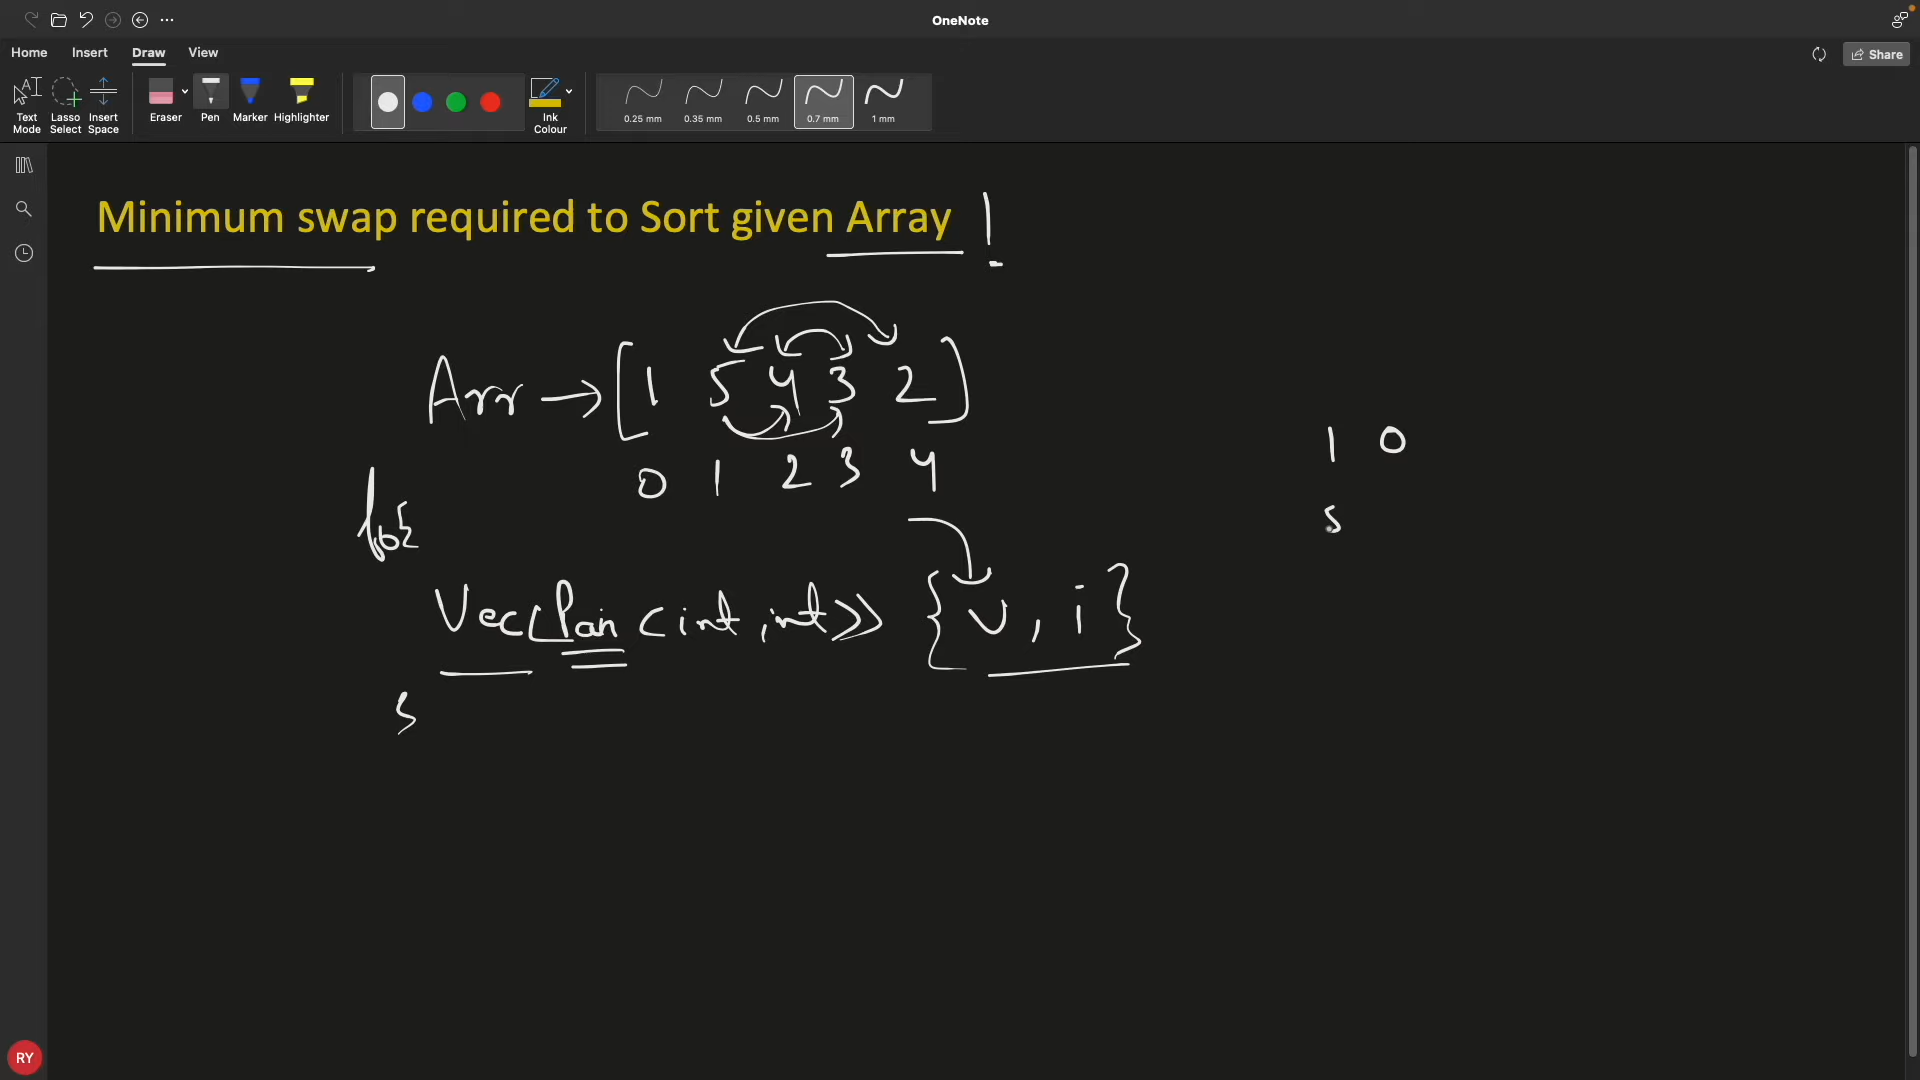 OneNote
Home Insert Draw View
Share
Text Mode
Lasso Select
Insert Space
Eraser
Pen
Marker
Highlighter
Ink Colour
0.25 mm
0.35 mm
0.5 mm
0.7 mm
1 mm
Minimum swap required to Sort given Array !
Arr → [ 1 5 4 3 2 ]
0 1 2 3 4
1 0
5
Vec<Pair<int, int>> { v, i }
RY